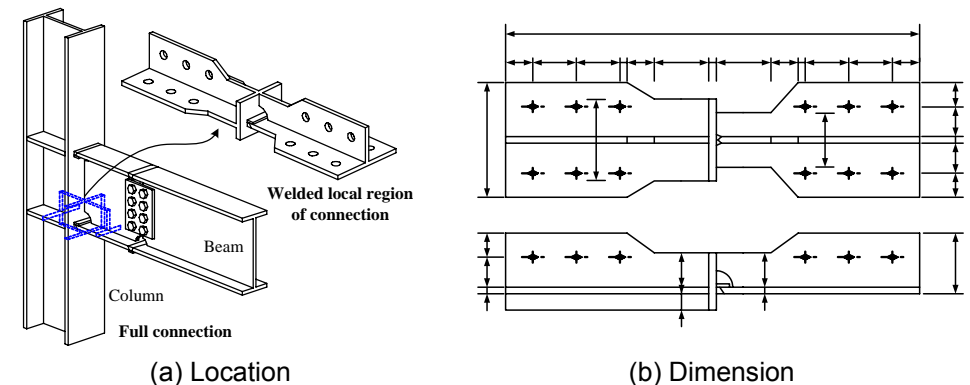 Welded local region
of connection
Beam
Column
Full connection
(a) Location
(b) Dimension